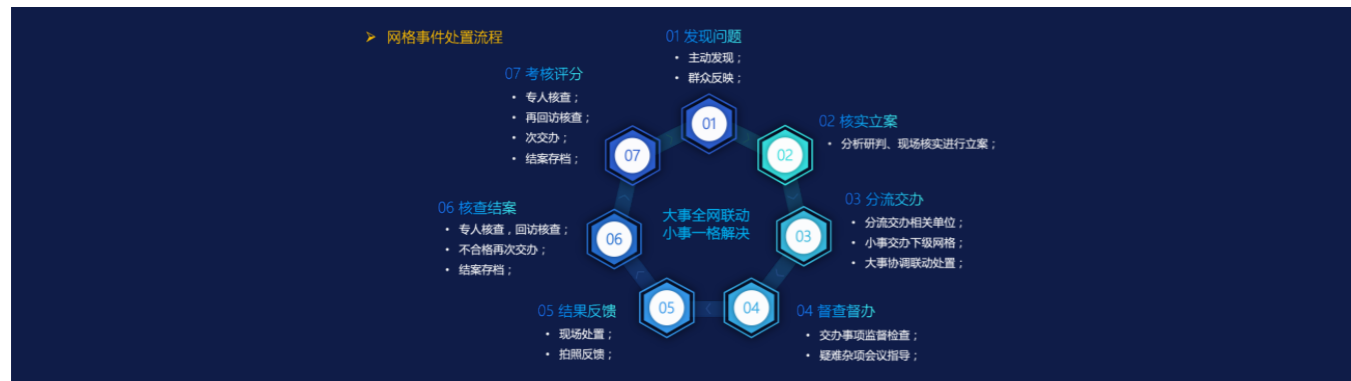 ➢ 网格事件处置流程
01 发现问题
• 主动发现；
• 群众反映；
02 核实立案
• 分析研判、现场核实进行立案；
03 分流交办
• 分流交办相关单位；
• 小事交办下级网格；
• 大事协调联动处置；
04 督查督办
• 交办事项监督检查；
• 疑难杂项会议指导；
05 结果反馈
• 现场处置；
• 拍照反馈；
06 核查结案
• 专人核查，回访核查；
• 不合格再次交办；
• 结案存档；
07 考核评分
• 专人核查；
• 再回访核查；
• 次交办；
• 结案存档；
01
02
03
04
05
06
07
大事全网联动
小事一格解决